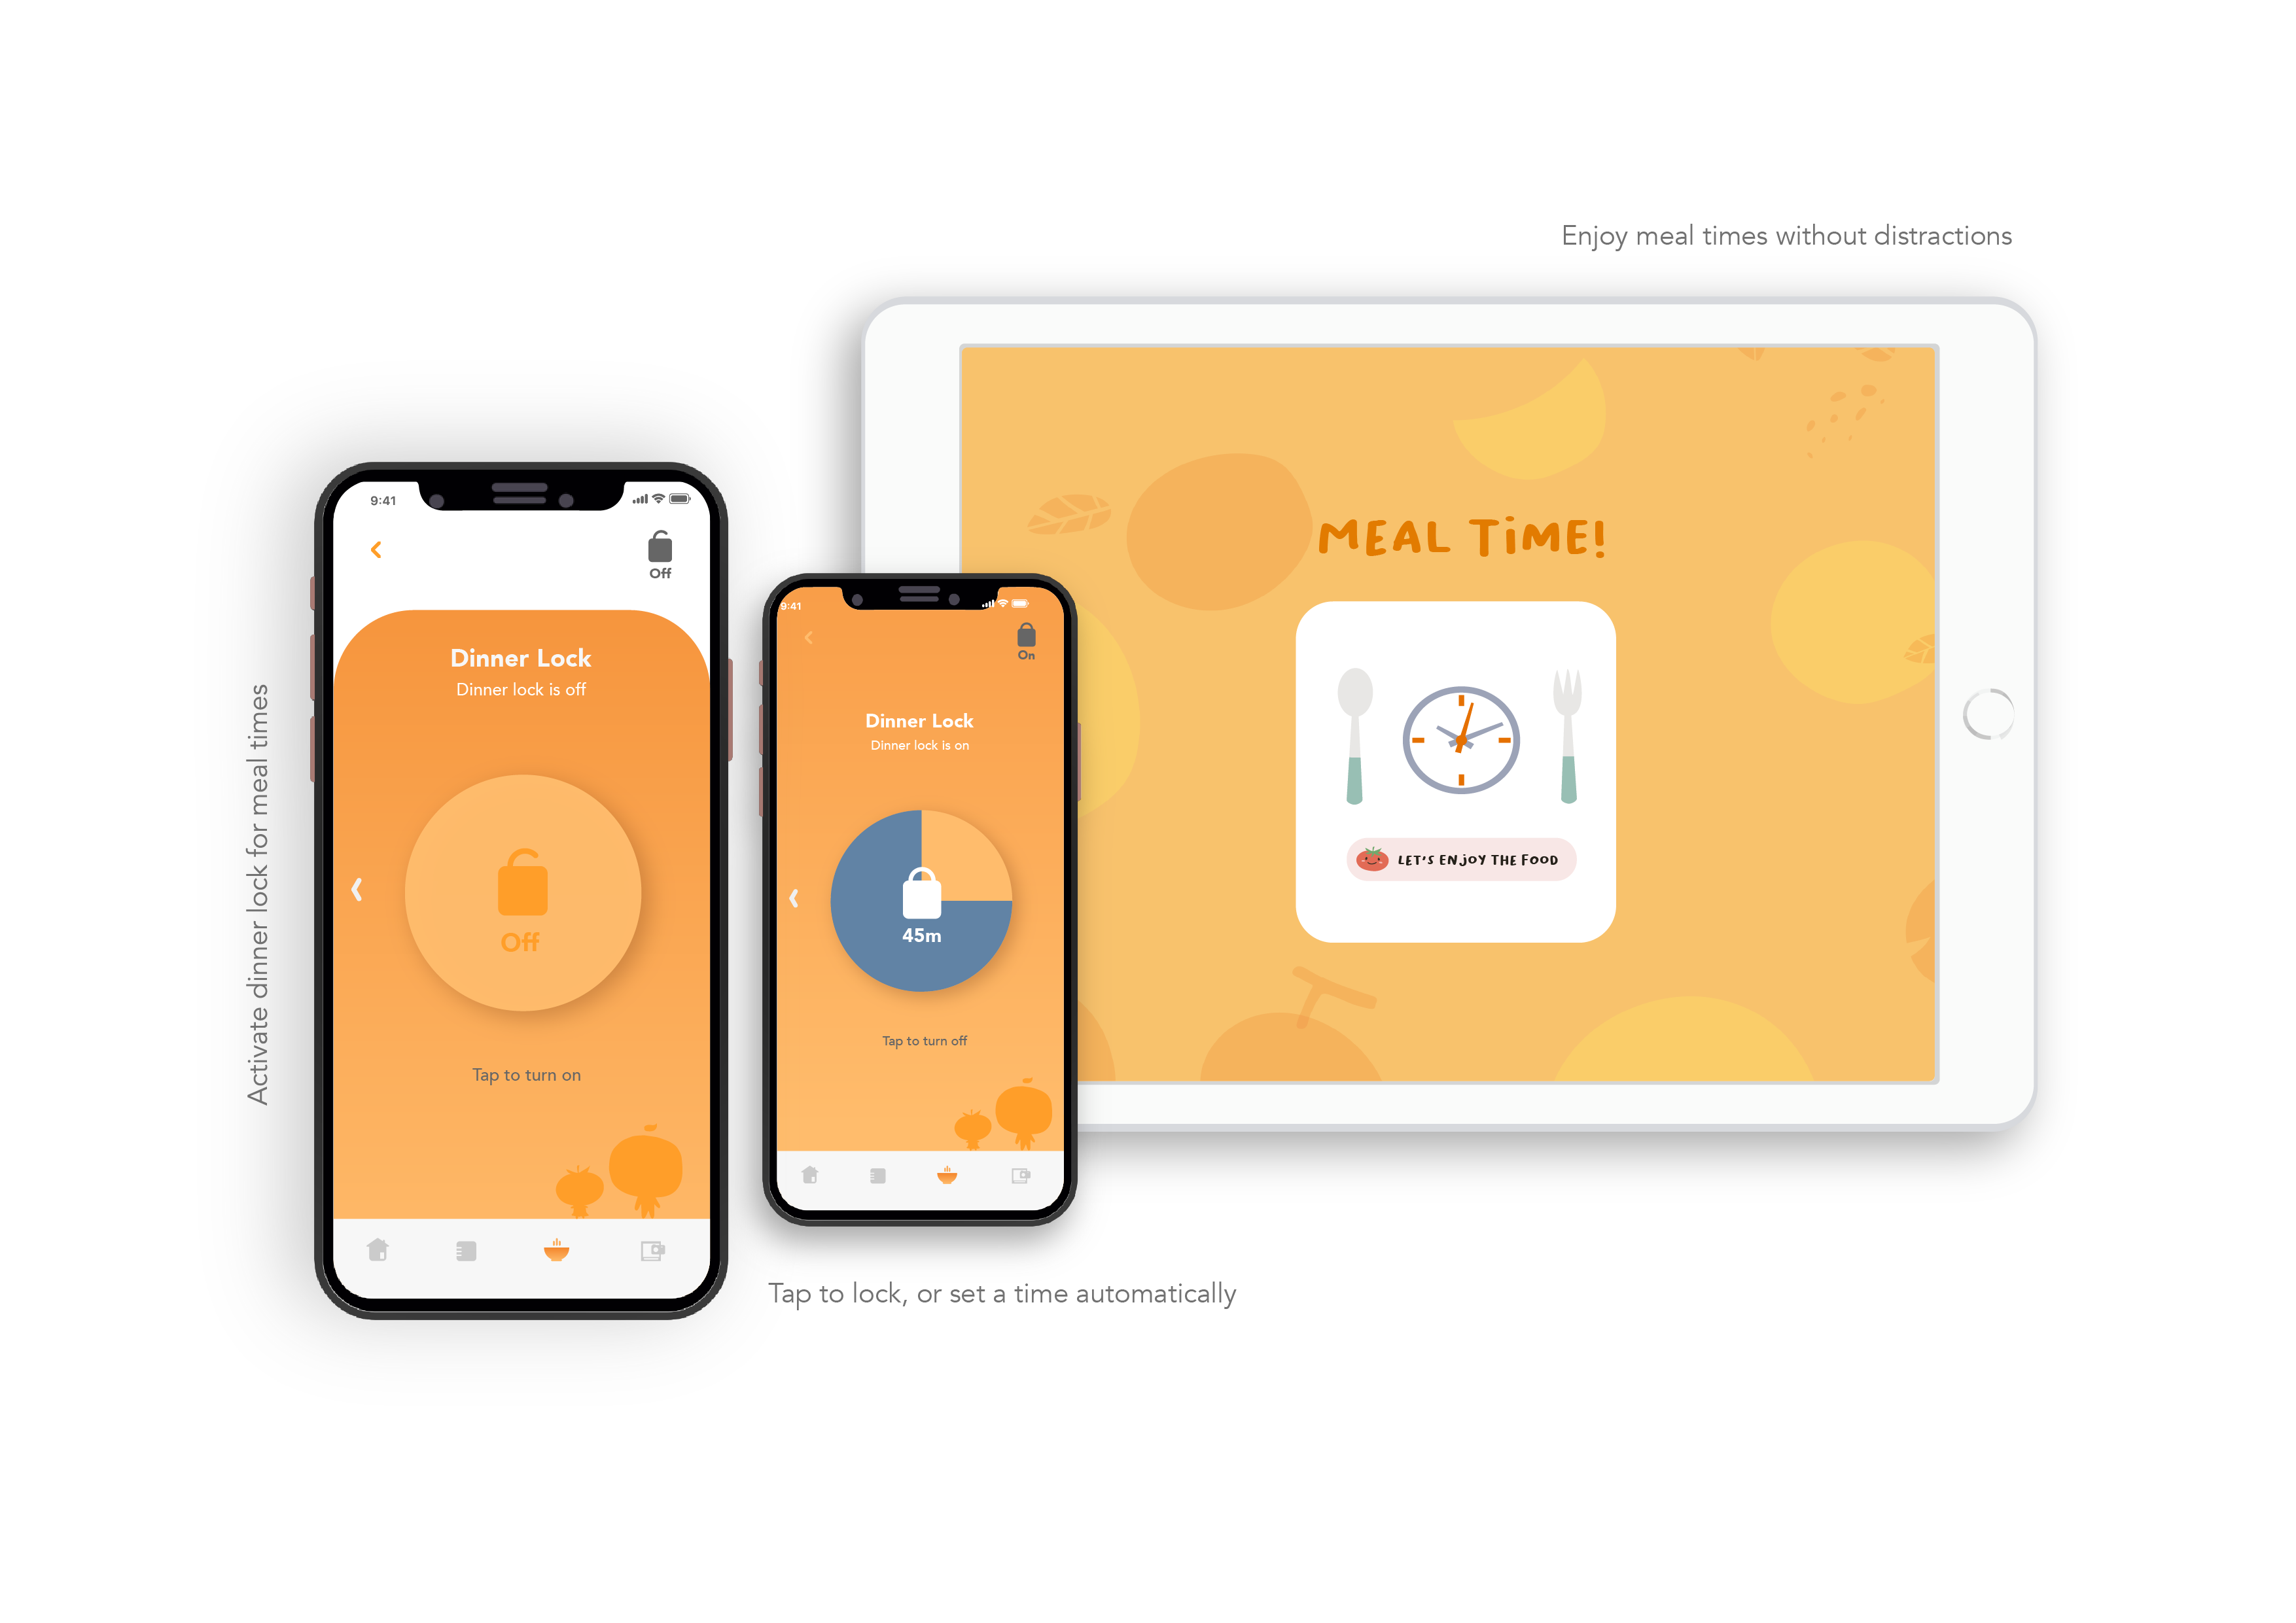 Enjoy meal times without distractions
Activate dinner lock for meal times
9:41
Off
Dinner Lock
Dinner lock is off
Off
Tap to turn on
9:41
On
Dinner Lock
Dinner lock is on
45m
Tap to turn off
MEAL TiME!
LET'S ENJOY THE FOOD
Tap to lock, or set a time automatically